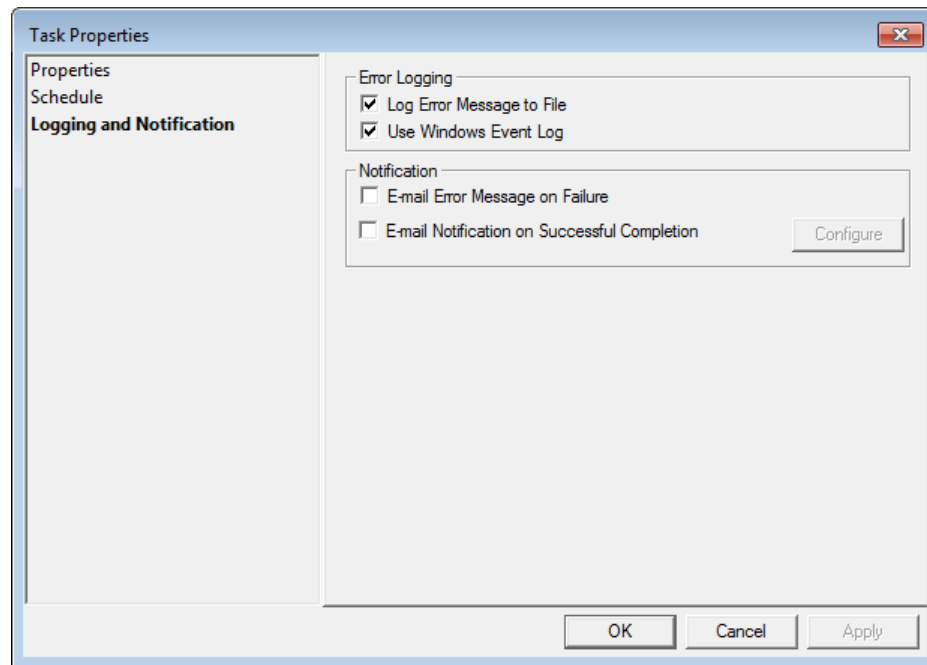 Task Properties
Properties
Schedule
Logging and Notification
Error Logging
Log Error Message to File
Use Windows Event Log
Notification
E-mail Error Message on Failure
E-mail Notification on Successful Completion
Configure
OK Cancel Apply